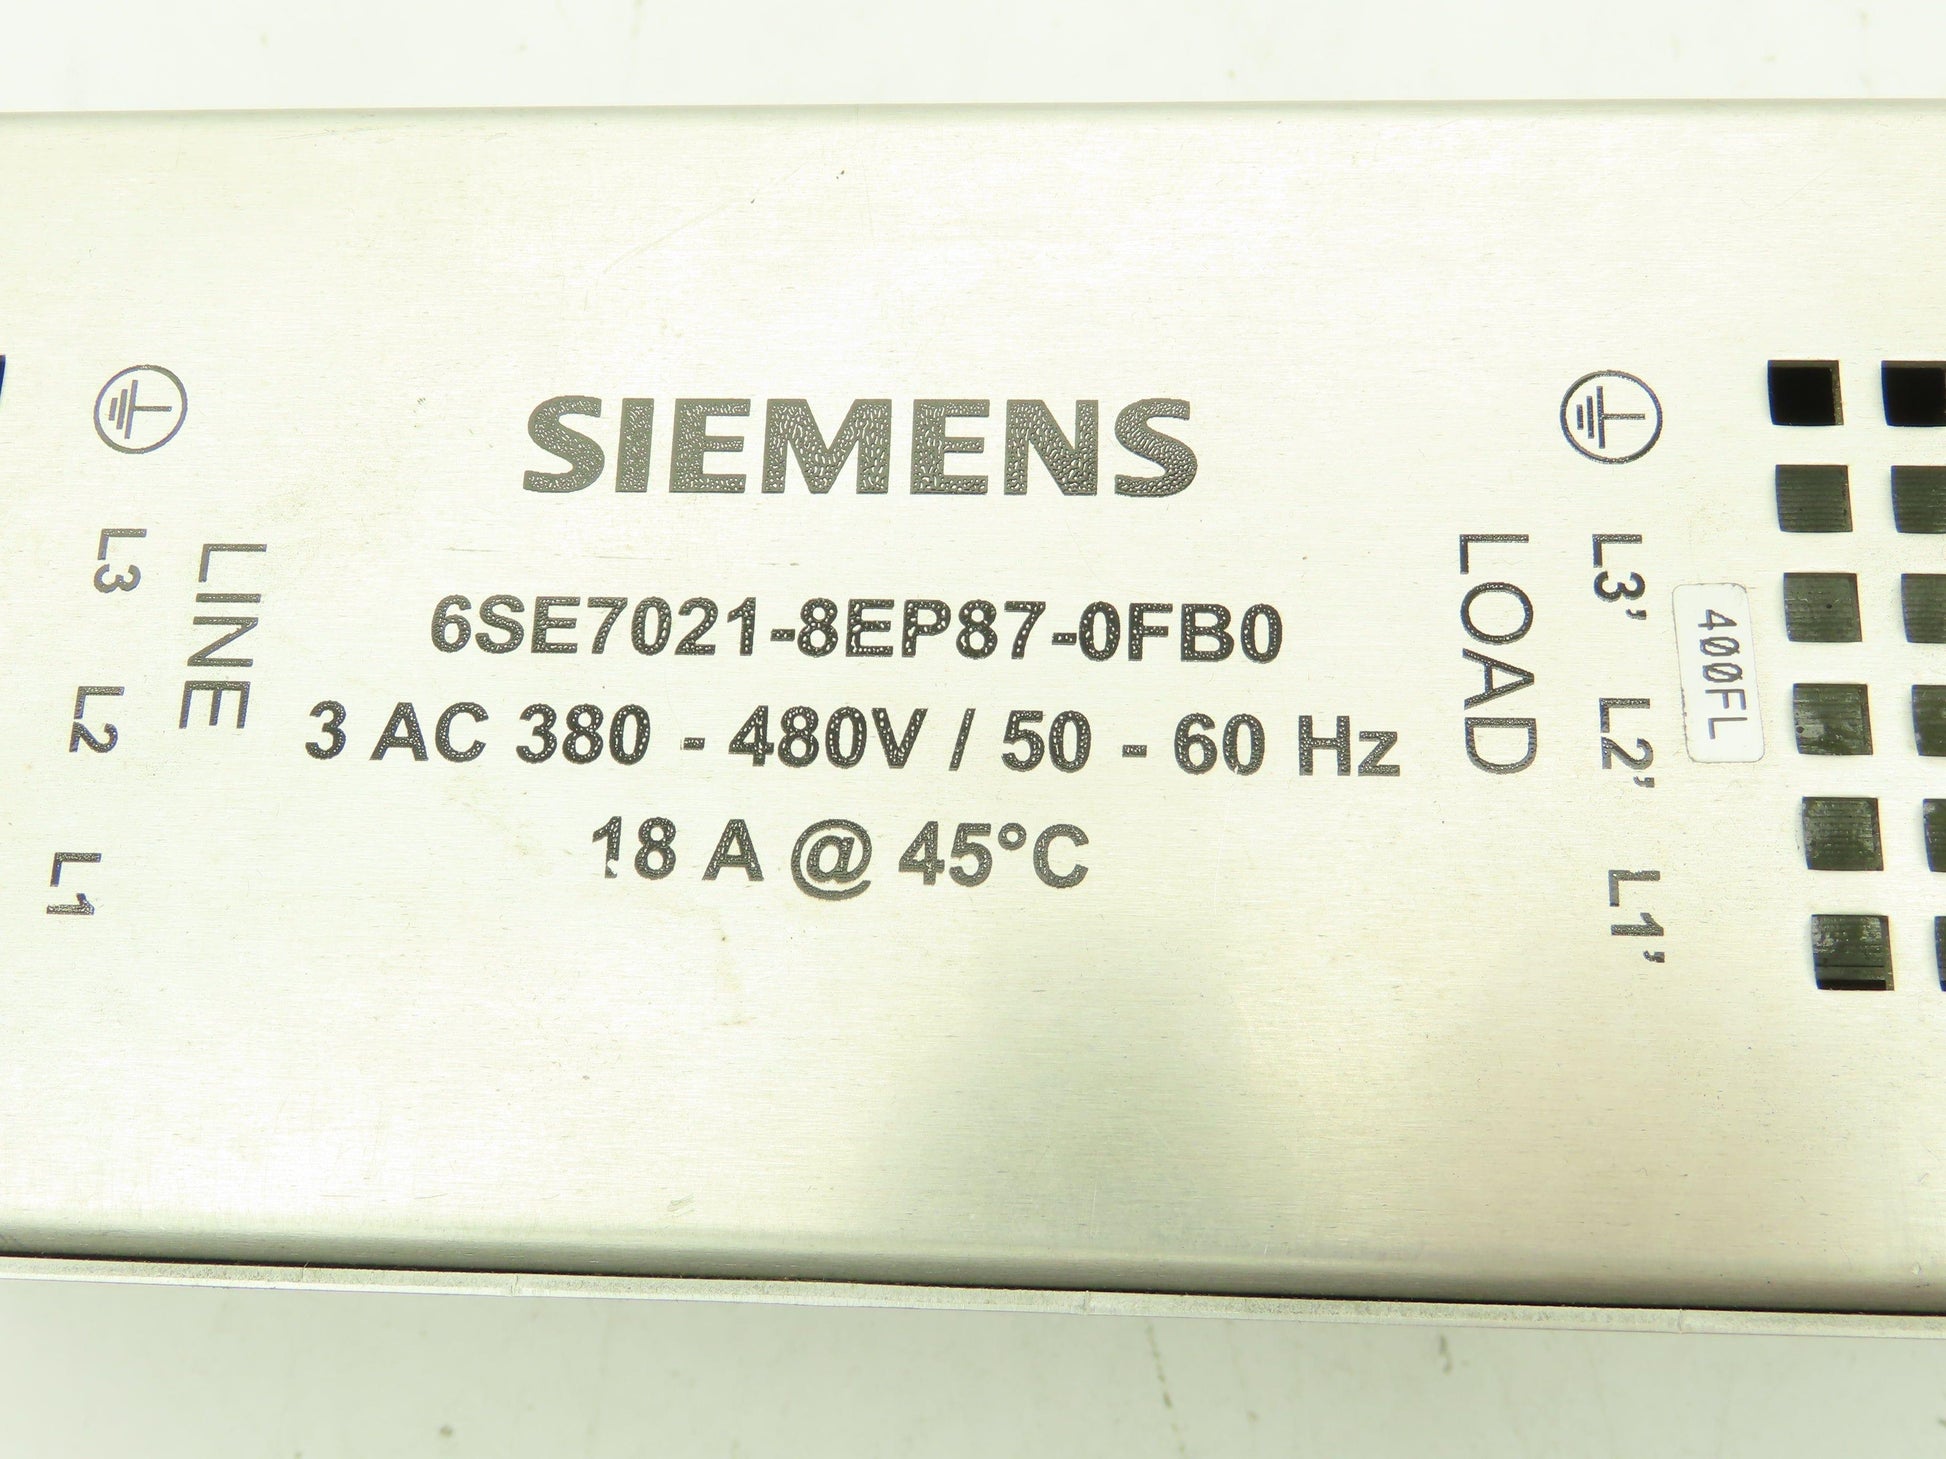 SIEMENS
6SE7021-8EP87-0FB0
3 AC 380 - 480V / 50 - 60 Hz
18 A @ 45°C
LINE
L3
L2
L1
LOAD
L3'
L2'
L1'
400FL